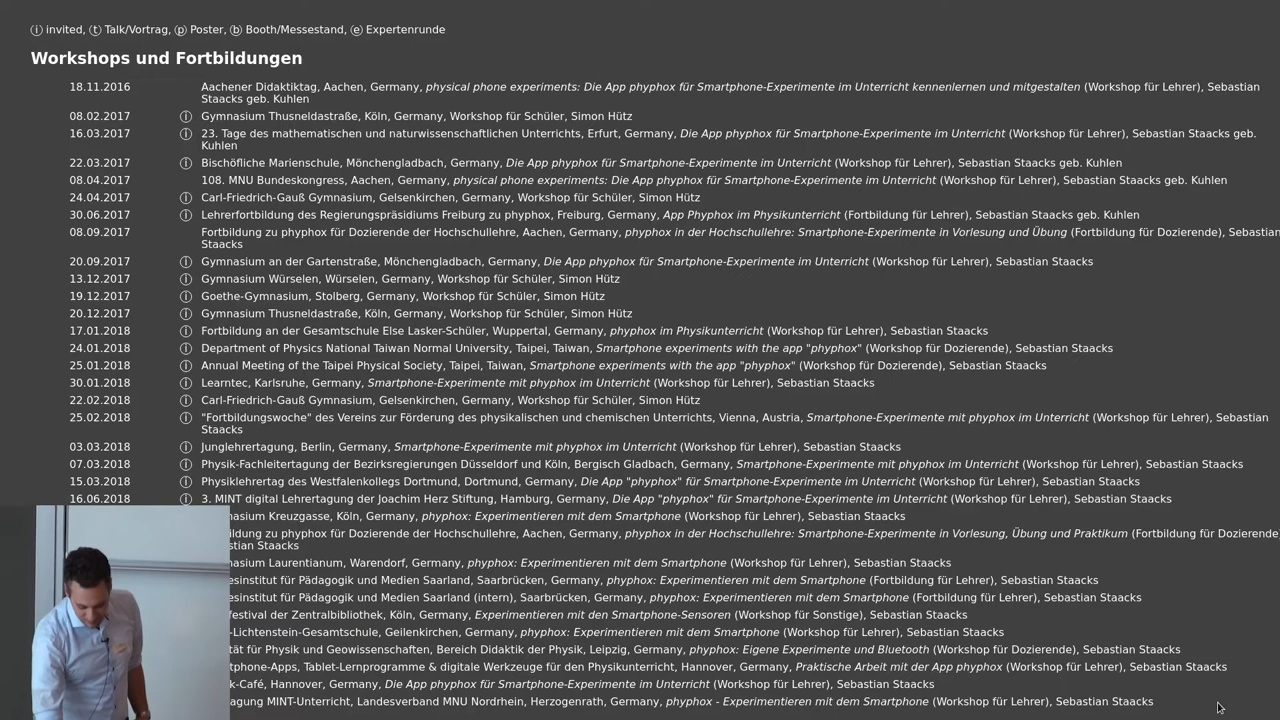 ⓘ invited, ⓣ Talk/Vortrag, ⓟ Poster, ⓑ Booth/Messestand, ⓔ Expertenrunde
Workshops und Fortbildungen
18.11.2016 Aachener Didaktiktag, Aachen, Germany, physical phone experiments: Die App phyphox für Smartphone-Experimente im Unterricht kennenlernen und mitgestalten (Workshop für Lehrer), Sebastian
Staacks geb. Kuhlen
08.02.2017 ⓘ Gymnasium Thusneldastraße, Köln, Germany, Workshop für Schüler, Simon Hütz
16.03.2017 ⓘ 23. Tage des mathematischen und naturwissenschaftlichen Unterrichts, Erfurt, Germany, Die App phyphox für Smartphone-Experimente im Unterricht (Workshop für Lehrer), Sebastian Staacks geb.
Kuhlen
22.03.2017 ⓘ Bischöfliche Marienschule, Mönchengladbach, Germany, Die App phyphox für Smartphone-Experimente im Unterricht (Workshop für Lehrer), Sebastian Staacks geb. Kuhlen
08.04.2017 108. MNU Bundeskongress, Aachen, Germany, physical phone experiments: Die App phyphox für Smartphone-Experimente im Unterricht (Workshop für Lehrer), Sebastian Staacks geb. Kuhlen
24.04.2017 ⓘ Carl-Friedrich-Gauß Gymnasium, Gelsenkirchen, Germany, Workshop für Schüler, Simon Hütz
30.06.2017 ⓘ Lehrerfortbildung des Regierungspräsidiums Freiburg zu phyphox, Freiburg, Germany, App Phyphox im Physikunterricht (Fortbildung für Lehrer), Sebastian Staacks geb. Kuhlen
08.09.2017 Fortbildung zu phyphox für Dozierende der Hochschullehre, Aachen, Germany, phyphox in der Hochschullehre: Smartphone-Experimente in Vorlesung und Übung (Fortbildung für Dozierende), Sebastian
Staacks
20.09.2017 ⓘ Gymnasium an der Gartenstraße, Mönchengladbach, Germany, Die App phyphox für Smartphone-Experimente im Unterricht (Workshop für Lehrer), Sebastian Staacks
13.12.2017 ⓘ Gymnasium Würselen, Würselen, Germany, Workshop für Schüler, Simon Hütz
19.12.2017 ⓘ Goethe-Gymnasium, Stolberg, Germany, Workshop für Schüler, Simon Hütz
20.12.2017 ⓘ Gymnasium Thusneldastraße, Köln, Germany, Workshop für Schüler, Simon Hütz
17.01.2018 ⓘ Fortbildung an der Gesamtschule Else Lasker-Schüler, Wuppertal, Germany, phyphox im Physikunterricht (Workshop für Lehrer), Sebastian Staacks
24.01.2018 ⓘ Department of Physics National Taiwan Normal University, Taipei, Taiwan, Smartphone experiments with the app "phyphox" (Workshop für Dozierende), Sebastian Staacks
25.01.2018 ⓘ Annual Meeting of the Taipei Physical Society, Taipei, Taiwan, Smartphone experiments with the app "phyphox" (Workshop für Dozierende), Sebastian Staacks
30.01.2018 ⓘ Learntec, Karlsruhe, Germany, Smartphone-Experimente mit phyphox im Unterricht (Workshop für Lehrer), Sebastian Staacks
22.02.2018 ⓘ Carl-Friedrich-Gauß Gymnasium, Gelsenkirchen, Germany, Workshop für Schüler, Simon Hütz
25.02.2018 ⓘ "Fortbildungswoche" des Vereins zur Förderung des physikalischen und chemischen Unterrichts, Vienna, Austria, Smartphone-Experimente mit phyphox im Unterricht (Workshop für Lehrer), Sebastian
Staacks
03.03.2018 ⓘ Junglehrertagung, Berlin, Germany, Smartphone-Experimente mit phyphox im Unterricht (Workshop für Lehrer), Sebastian Staacks
07.03.2018 ⓘ Physik-Fachleitertagung der Bezirksregierungen Düsseldorf und Köln, Bergisch Gladbach, Germany, Smartphone-Experimente mit phyphox im Unterricht (Workshop für Lehrer), Sebastian Staacks
15.03.2018 ⓘ Physiklehrertag des Westfalenkollegs Dortmund, Dortmund, Germany, Die App "phyphox" für Smartphone-Experimente im Unterricht (Workshop für Lehrer), Sebastian Staacks
16.06.2018 ⓘ 3. MINT digital Lehrertagung der Joachim Herz Stiftung, Hamburg, Germany, Die App "phyphox" für Smartphone-Experimente im Unterricht (Workshop für Lehrer), Sebastian Staacks
nasium Kreuzgasse, Köln, Germany, phyphox: Experimentieren mit dem Smartphone (Workshop für Lehrer), Sebastian Staacks
ildung zu phyphox für Dozierende der Hochschullehre, Aachen, Germany, phyphox in der Hochschullehre: Smartphone-Experimente in Vorlesung, Übung und Praktikum (Fortbildung für Dozierende),
stian Staacks
nasium Laurentianum, Warendorf, Germany, phyphox: Experimentieren mit dem Smartphone (Workshop für Lehrer), Sebastian Staacks
esinstitut für Pädagogik und Medien Saarland, Saarbrücken, Germany, phyphox: Experimentieren mit dem Smartphone (Fortbildung für Lehrer), Sebastian Staacks
esinstitut für Pädagogik und Medien Saarland (intern), Saarbrücken, Germany, phyphox: Experimentieren mit dem Smartphone (Fortbildung für Lehrer), Sebastian Staacks
festival der Zentralbibliothek, Köln, Germany, Experimentieren mit den Smartphone-Sensoren (Workshop für Sonstige), Sebastian Staacks
-Lichtenstein-Gesamtschule, Geilenkirchen, Germany, phyphox: Experimentieren mit dem Smartphone (Workshop für Lehrer), Sebastian Staacks
tät für Physik und Geowissenschaften, Bereich Didaktik der Physik, Leipzig, Germany, phyphox: Eigene Experimente und Bluetooth (Workshop für Dozierende), Sebastian Staacks
tphone-Apps, Tablet-Lernprogramme & digitale Werkzeuge für den Physikunterricht, Hannover, Germany, Praktische Arbeit mit der App phyphox (Workshop für Lehrer), Sebastian Staacks
k-Café, Hannover, Germany, Die App phyphox für Smartphone-Experimente im Unterricht (Workshop für Lehrer), Sebastian Staacks
agung MINT-Unterricht, Landesverband MNU Nordrhein, Herzogenrath, Germany, phyphox - Experimentieren mit dem Smartphone (Workshop für Lehrer), Sebastian Staacks